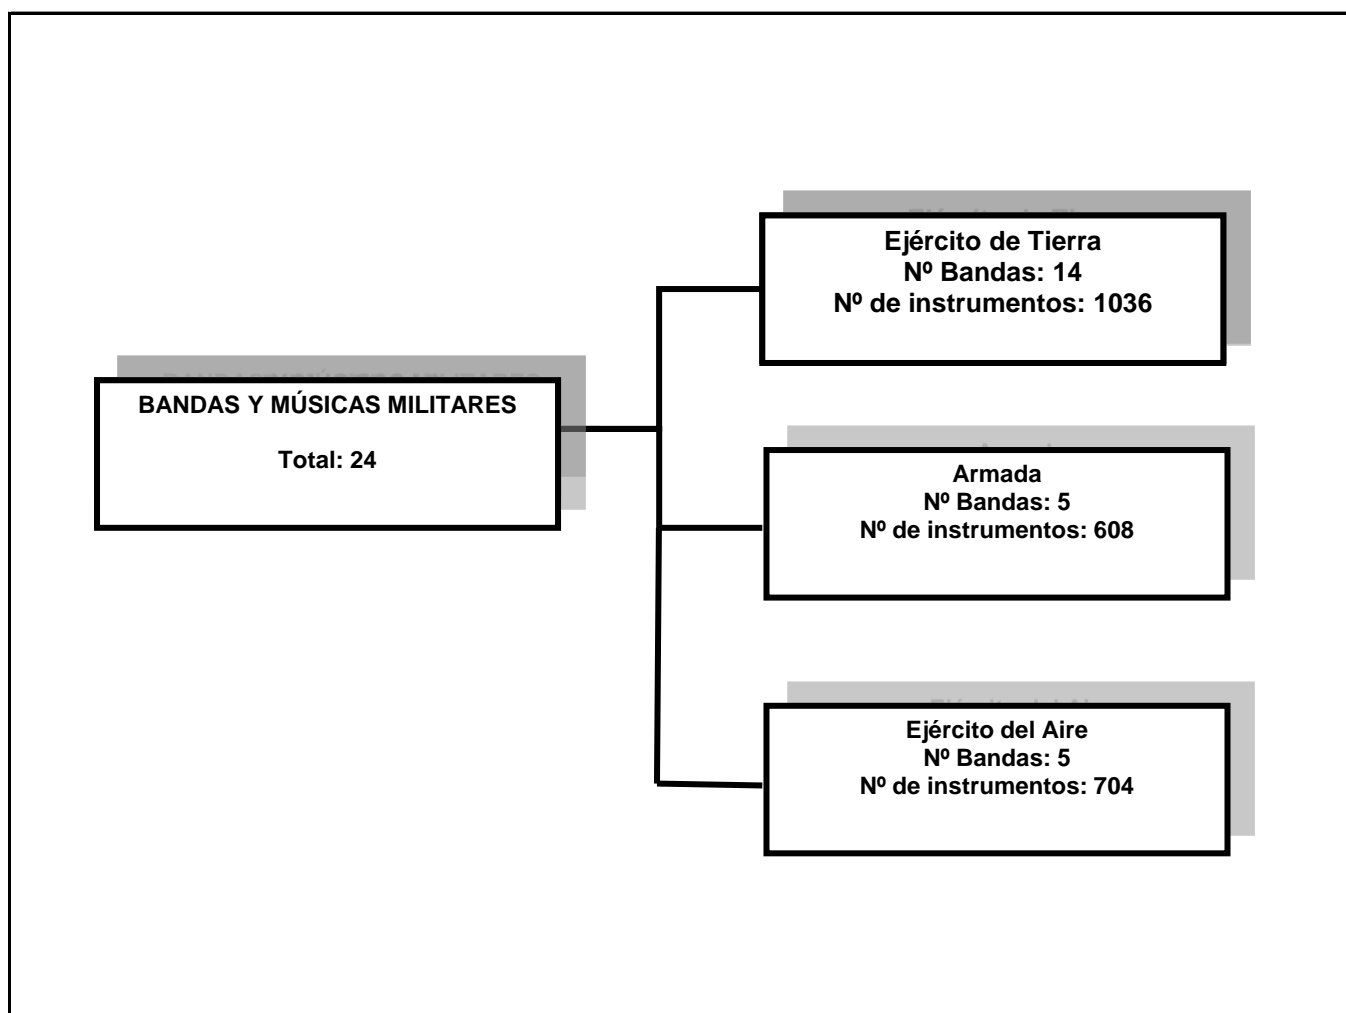 BANDAS Y MÚSICAS MILITARES
Total: 24
Ejército de Tierra
Nº Bandas: 14
Nº de instrumentos: 1036
Armada
Nº Bandas: 5
Nº de instrumentos: 608
Ejército del Aire
Nº Bandas: 5
Nº de instrumentos: 704